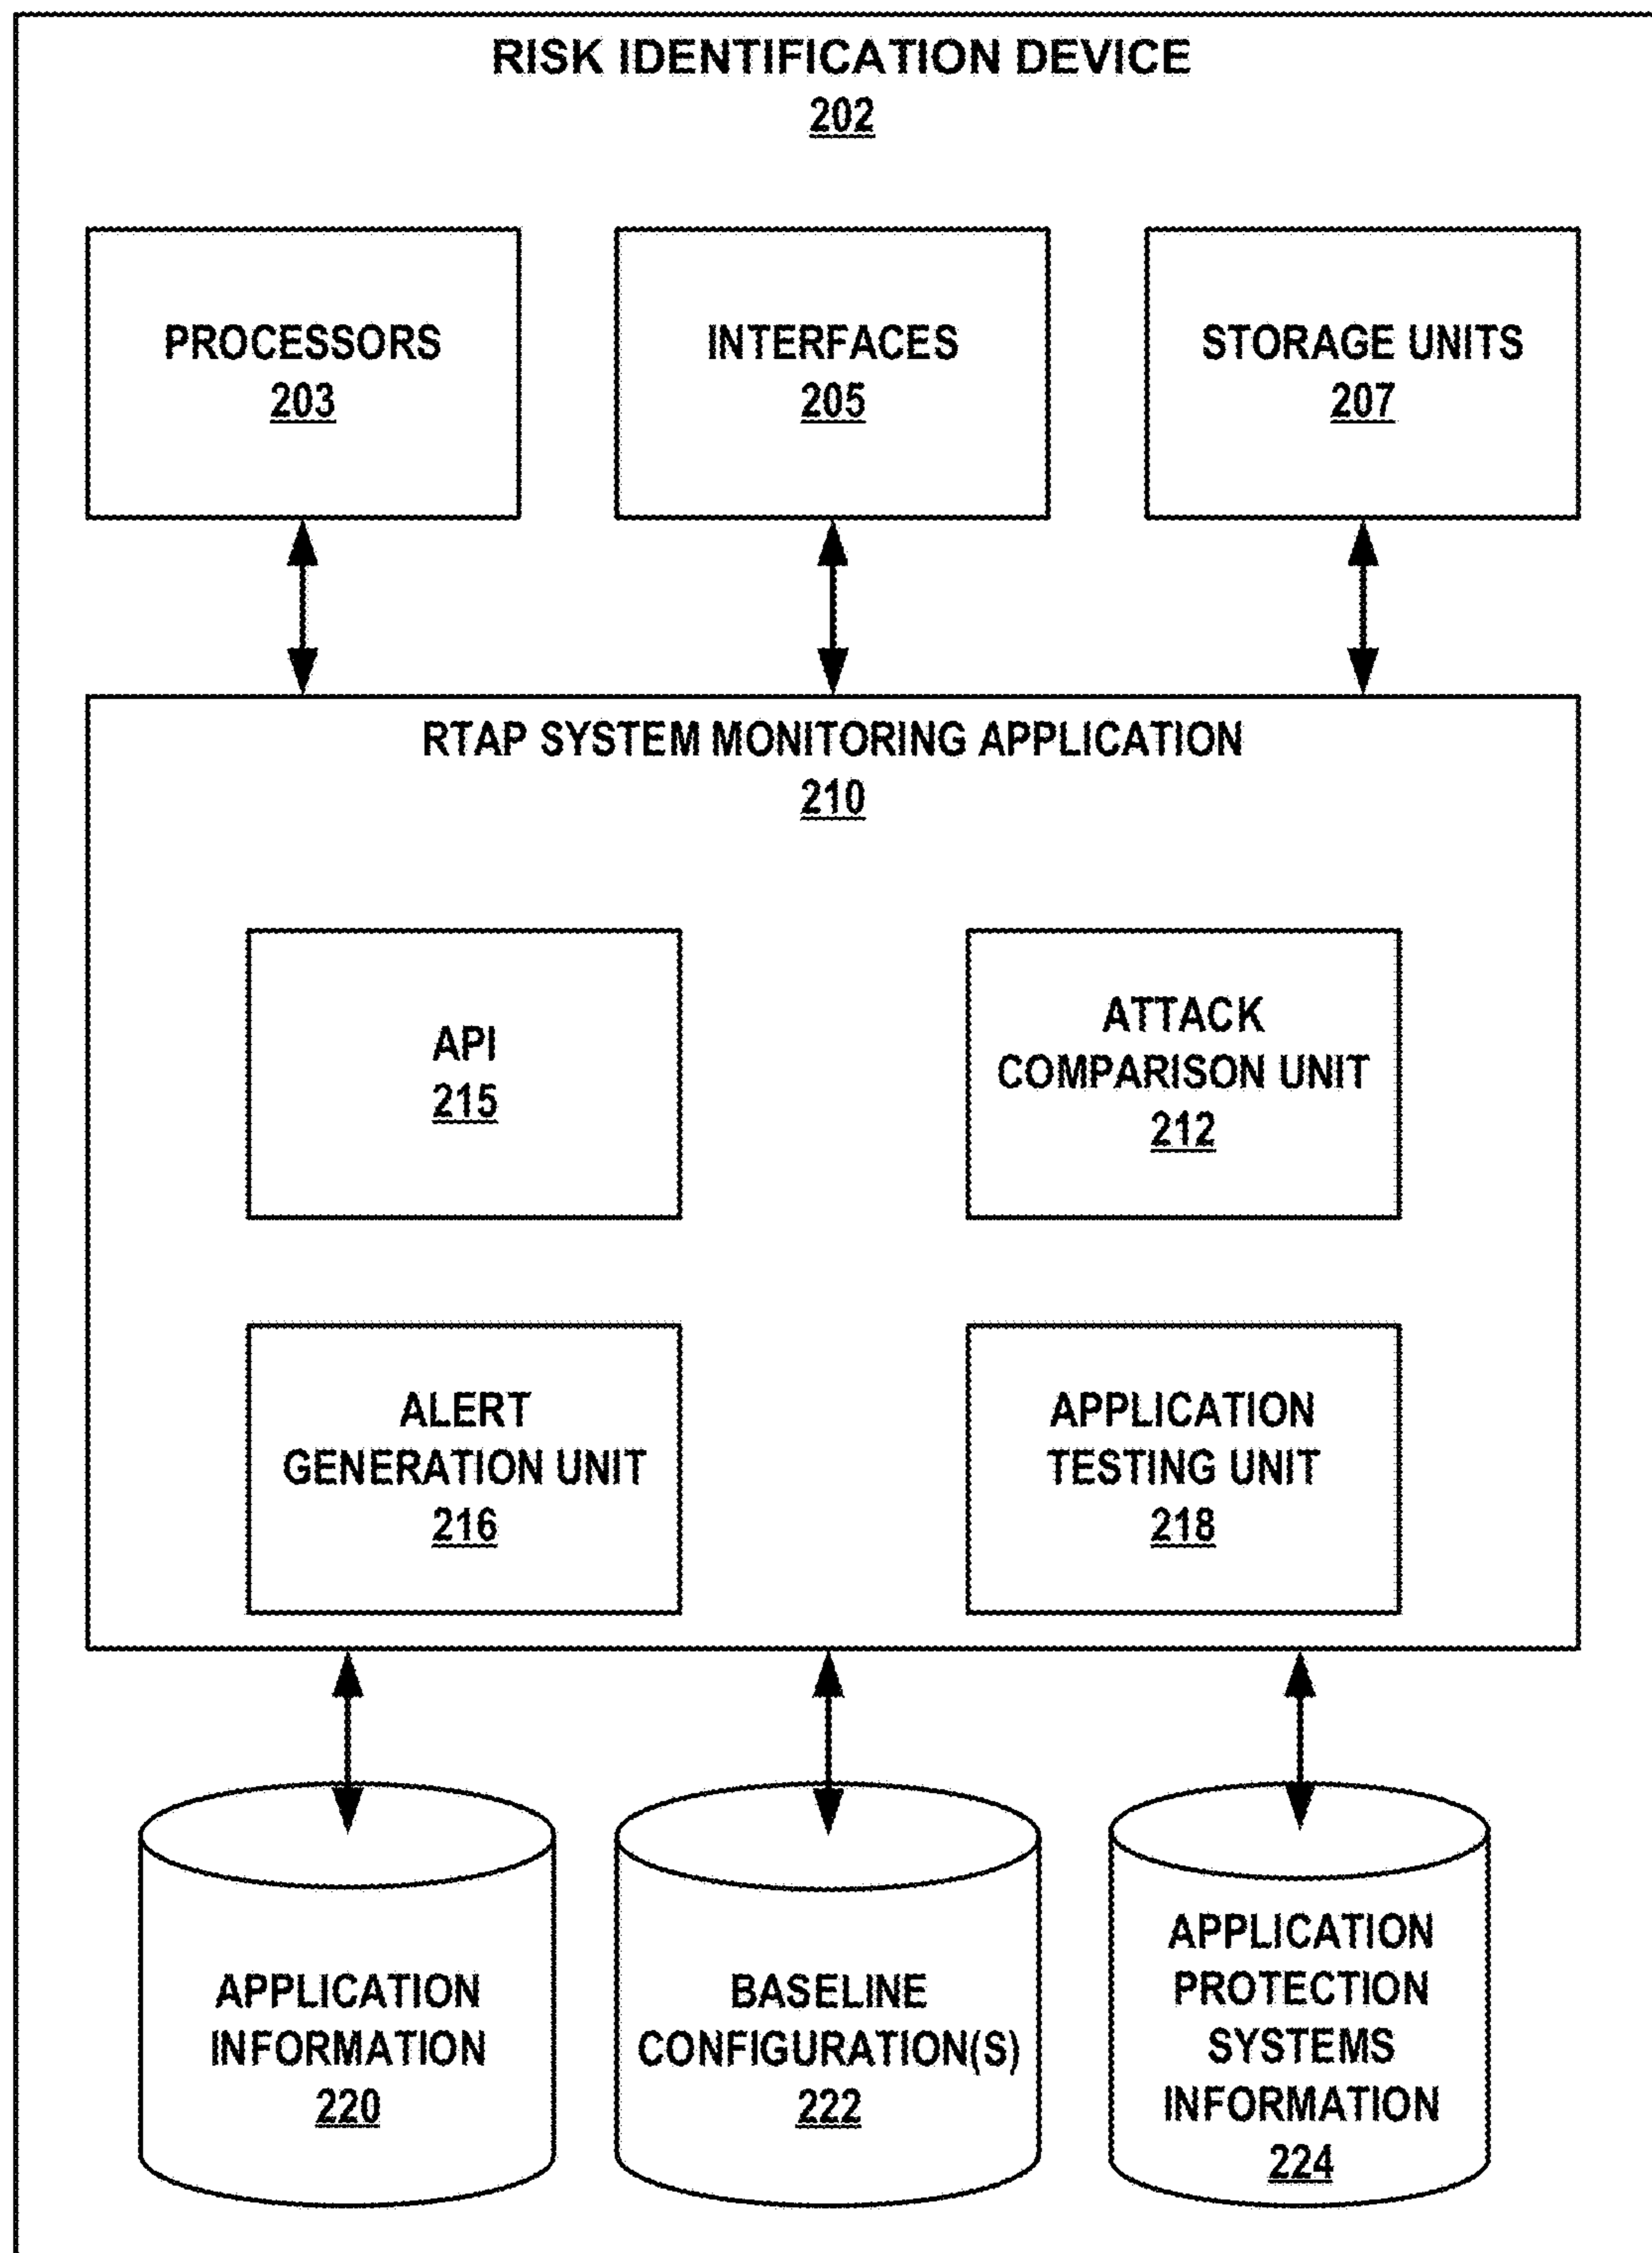 RISK IDENTIFICATION DEVICE
202
PROCESSORS
203
INTERFACES
205
STORAGE UNITS
207
RTAP SYSTEM MONITORING APPLICATION
210
API
215
ATTACK
COMPARISON UNIT
212
ALERT
GENERATION UNIT
216
APPLICATION
TESTING UNIT
218
APPLICATION
INFORMATION
220
BASELINE
CONFIGURATION(S)
222
APPLICATION
PROTECTION
SYSTEMS
INFORMATION
224